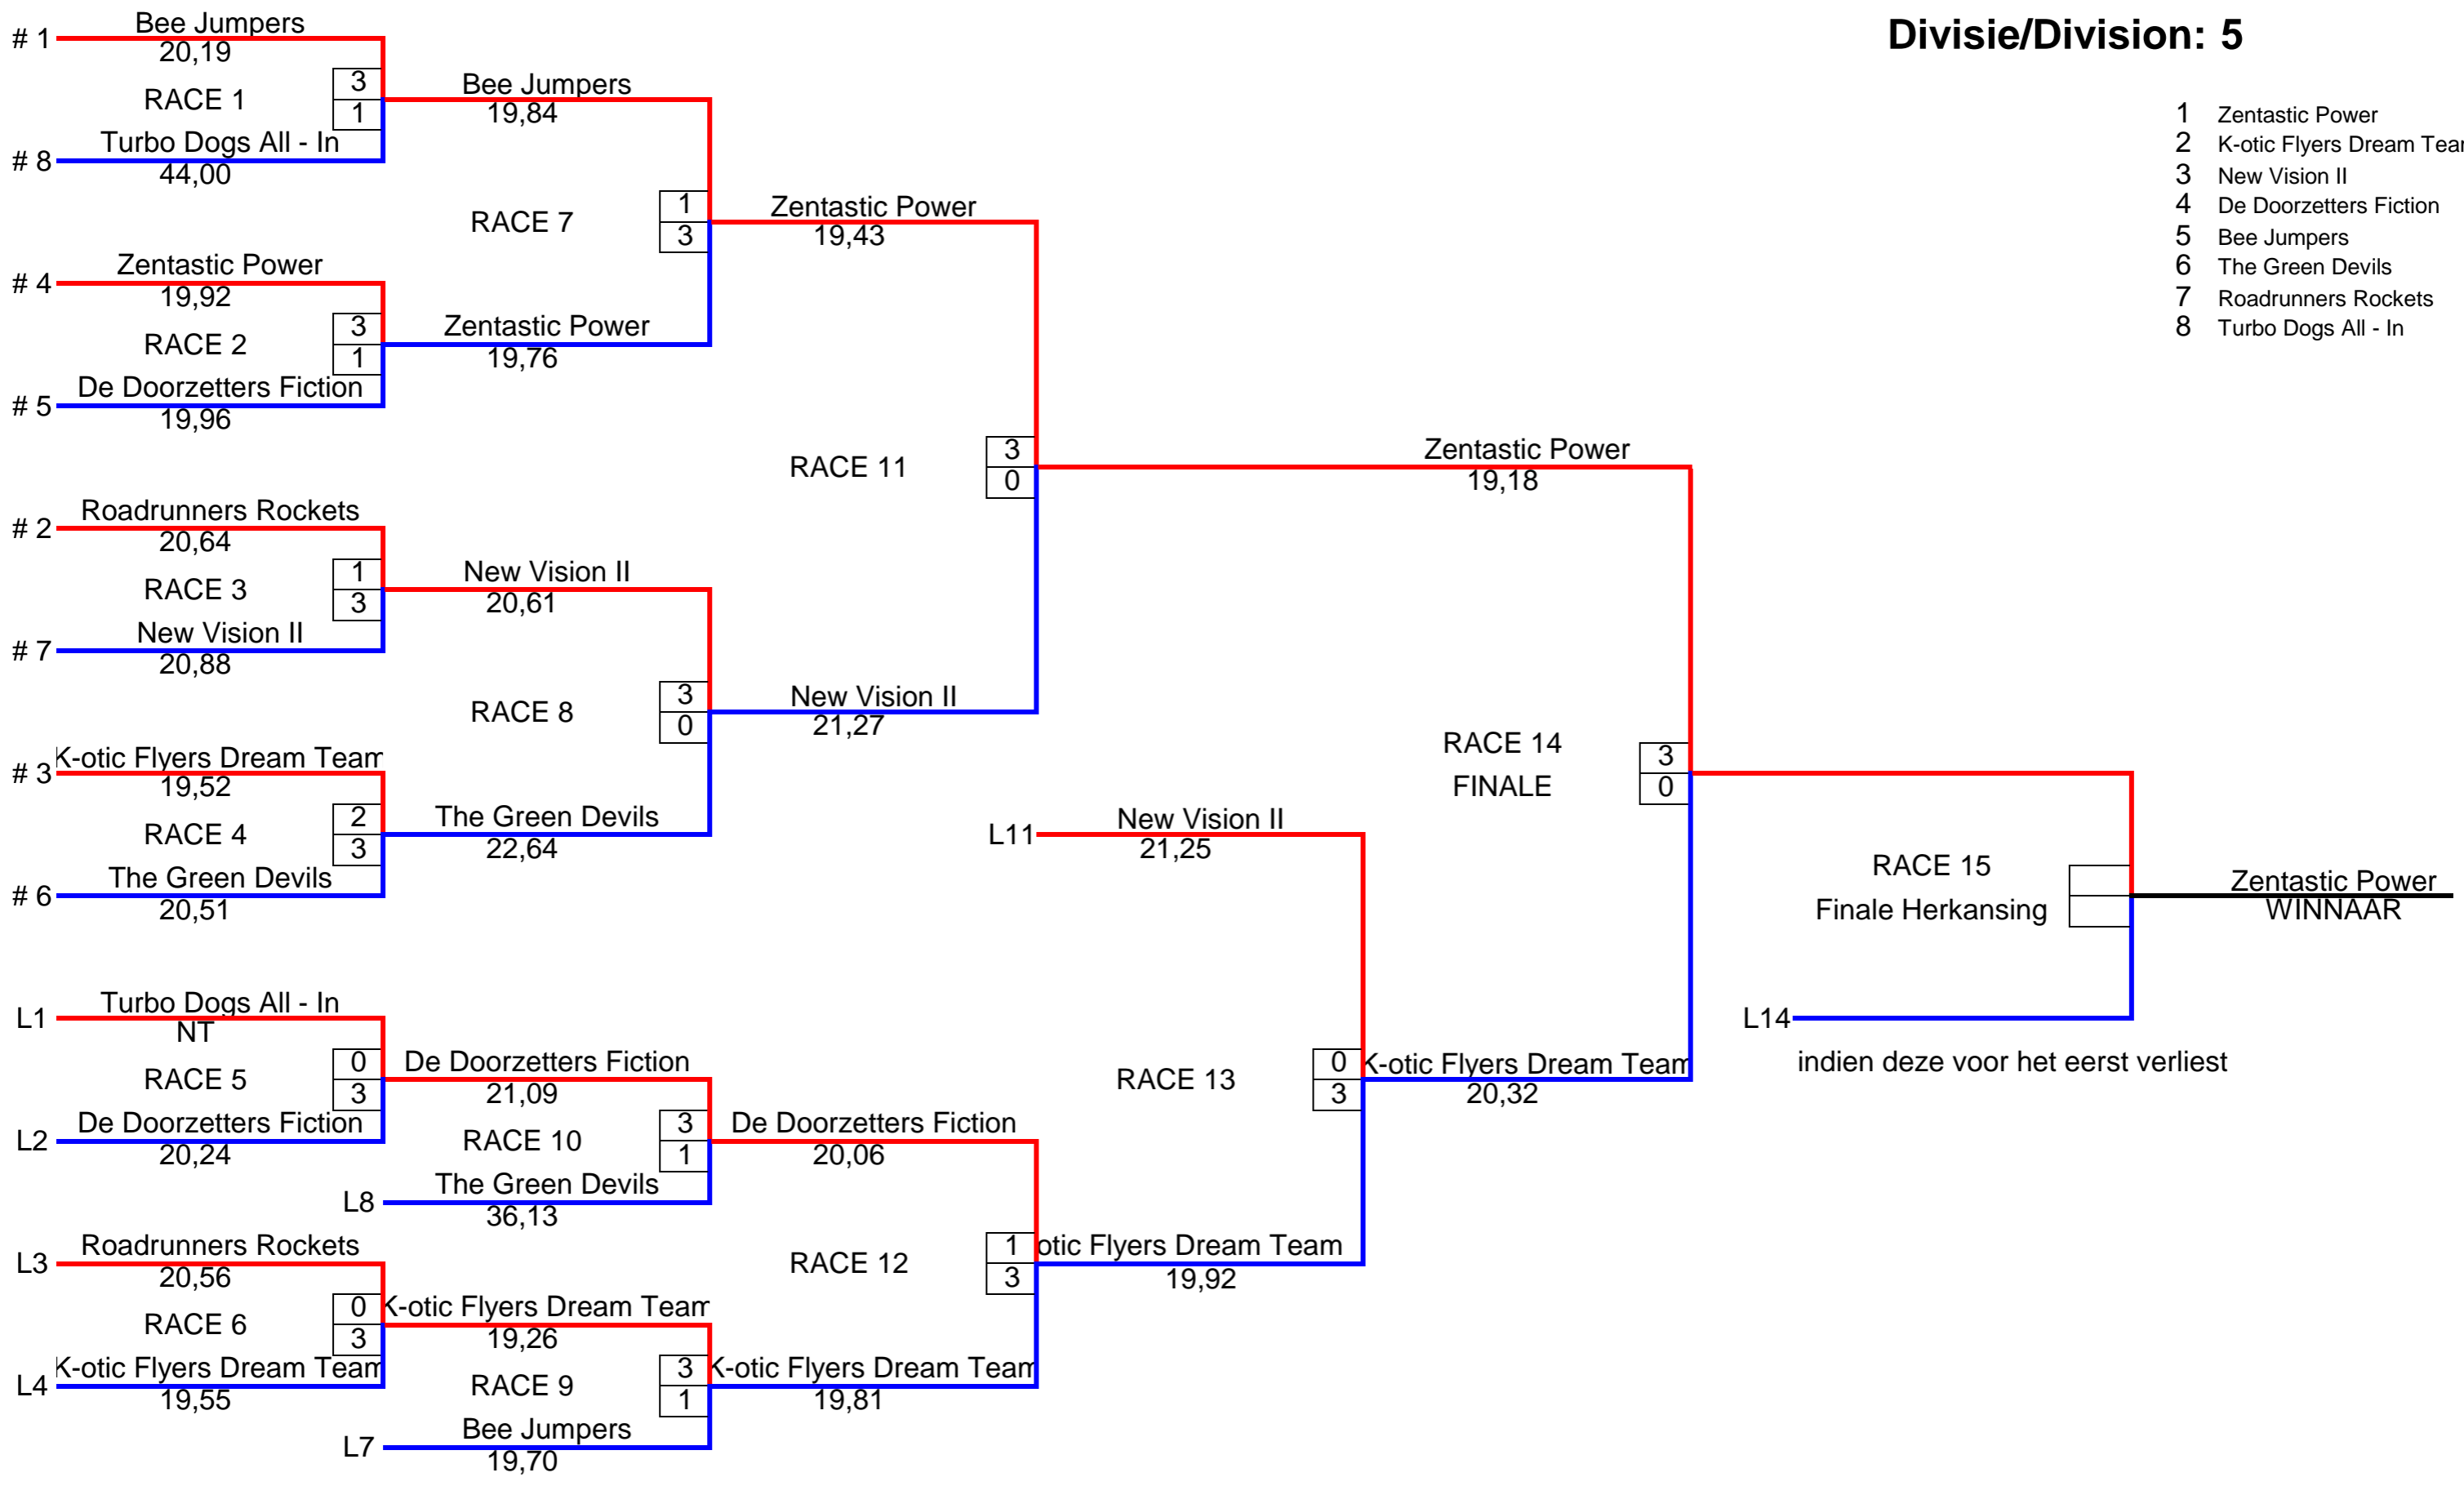 Divisie/Division: 5
1 Zentastic Power
2 K-otic Flyers Dream Tear
3 New Vision II
4 De Doorzetters Fiction
5 Bee Jumpers
6 The Green Devils
7 Roadrunners Rockets
8 Turbo Dogs All - In
# 1 Bee Jumpers
20,19
RACE 1
3
1
# 8 Turbo Dogs All - In
44,00
# 4 Zentastic Power
19,92
RACE 2
3
1
# 5 De Doorzetters Fiction
19,96
# 2 Roadrunners Rockets
20,64
RACE 3
1
3
# 7 New Vision II
20,88
# 3 K-otic Flyers Dream Team
19,52
RACE 4
2
3
# 6 The Green Devils
20,51
L1 Turbo Dogs All - In
NT
RACE 5
0
3
L2 De Doorzetters Fiction
20,24
L3 Roadrunners Rockets
20,56
RACE 6
0
3
L4 K-otic Flyers Dream Team
19,55
Bee Jumpers
19,84
RACE 7
1
3
Zentastic Power
19,76
New Vision II
20,61
RACE 8
3
0
The Green Devils
22,64
De Doorzetters Fiction
21,09
RACE 10
3
1
L8 The Green Devils
36,13
K-otic Flyers Dream Team
19,26
RACE 9
3
1
L7 Bee Jumpers
19,70
Zentastic Power
19,43
RACE 11
3
0
New Vision II
21,27
De Doorzetters Fiction
20,06
RACE 12
1
3
K-otic Flyers Dream Team
19,81
L11 New Vision II
21,25
RACE 13
0
3
otic Flyers Dream Team
19,92
Zentastic Power
19,18
RACE 14
FINALE
3
0
K-otic Flyers Dream Team
20,32
RACE 15
Finale Herkansing
L14
indien deze voor het eerst verliest
Zentastic Power
WINNAAR